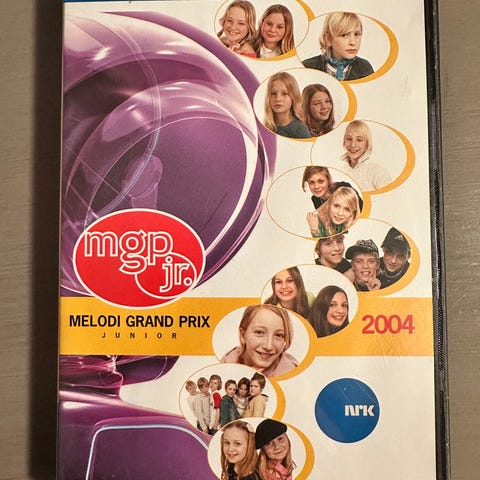 mgp
jr.
MELODI GRAND PRIX
JUNIOR
2004
NRK